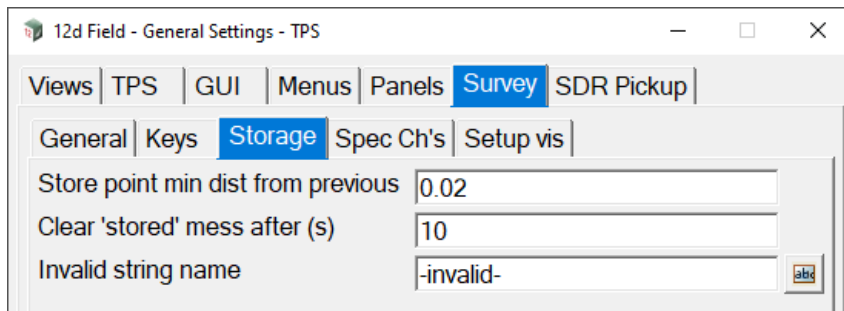 12d Field - General Settings - TPS
Views TPS GUI Menus Panels Survey SDR Pickup
General Keys Storage Spec Ch's Setup vis
Store point min dist from previous 0.02
Clear 'stored' mess after (s) 10
Invalid string name -invalid- abc